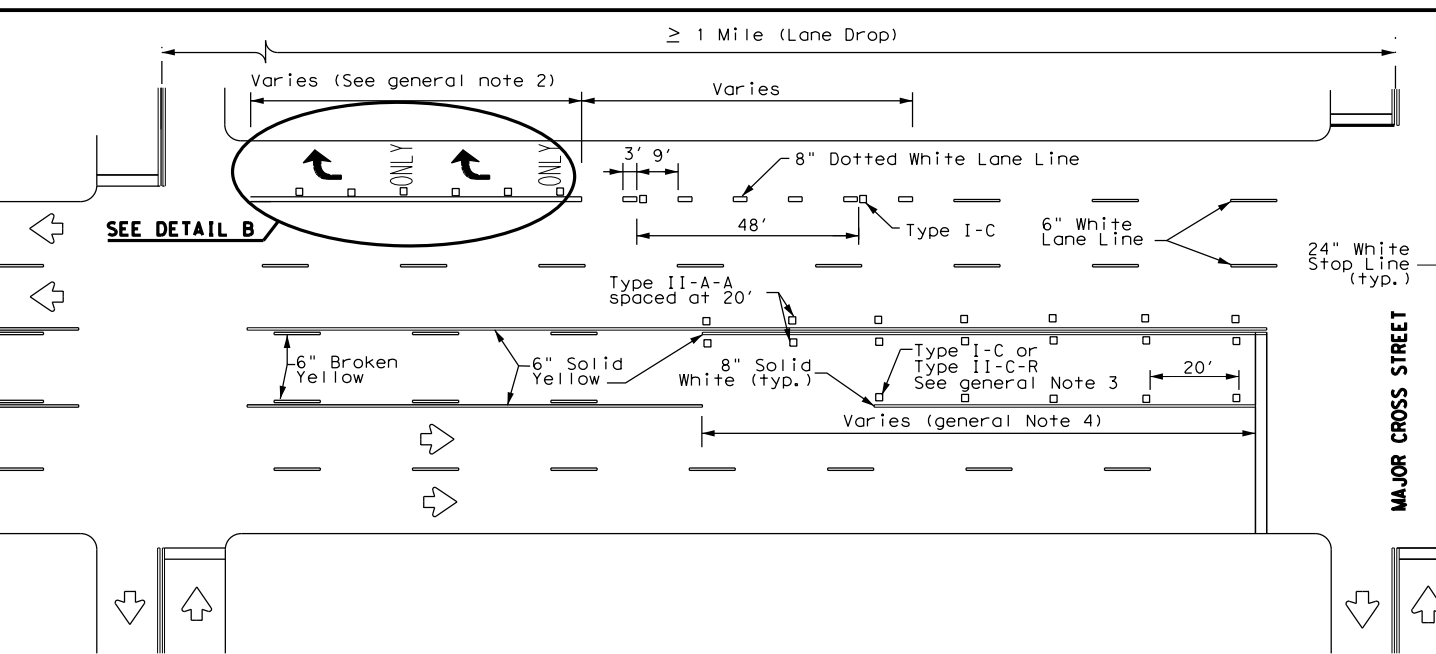 ≥ 1 Mile (Lane Drop)
Varies (See general note 2)
Varies
ONLY
ONLY
3' 9'
8" Dotted White Lane Line
SEE DETAIL B
48'
Type I-C
6" White
Lane Line
24" White
Stop Line
(typ.)
Type II-A-A
spaced at 20'
6" Broken
Yellow
6" Solid
Yellow
8" Solid
White (typ.)
Type I-C or
Type II-C-R
See general Note 3
20'
Varies (general Note 4)
MAJOR CROSS STREET